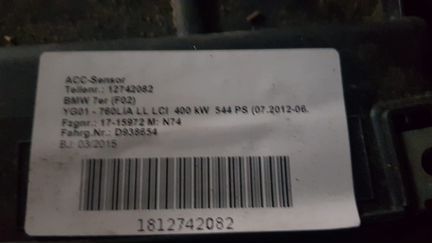 ACC-Sensor
Teilenr.: 12742082
BMW 7er (F02)
YG01 - 760LiA LL LCI 400 kW 544 PS (07.2012-06.
Fzgnr.: 17-15972 M: N74
Fahrg.Nr.: D938654
BJ: 03/2015
1812742082